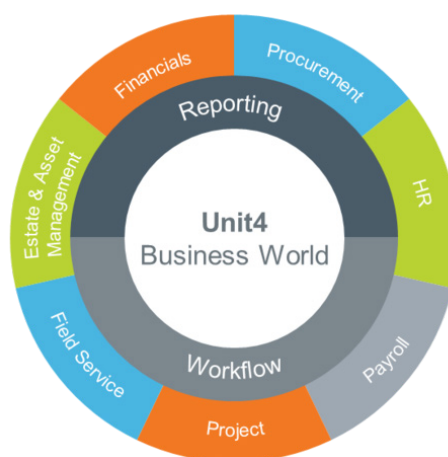 Financials
Procurement
Reporting
Estate & Asset
Management
HR
Unit4
Business World
Field Service
Workflow
Payroll
Project